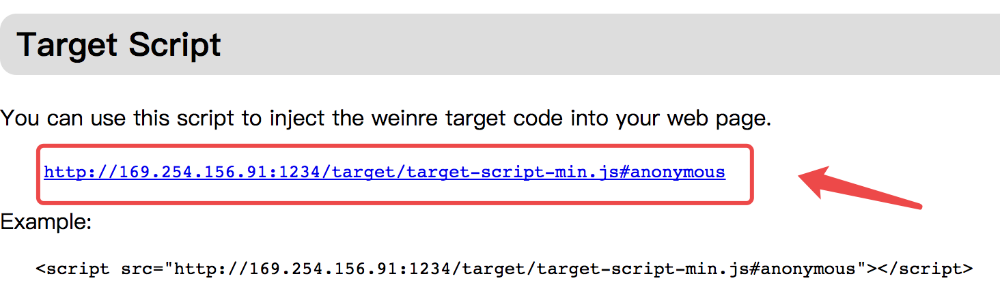 Target Script
You can use this script to inject the weinre target code into your web page.
http://169.254.156.91:1234/target/target-script-min.js#anonymous
Example:
<script src="http://169.254.156.91:1234/target/target-script-min.js#anonymous"></script>